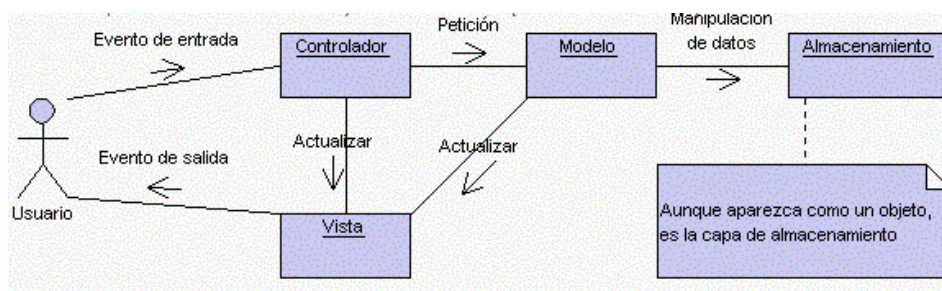 Evento de entrada
Controlador
Petición
Modelo
Manipulación
de datos
Almacenamiento
Actualizar
Actualizar
Evento de salida
Usuario
Vista
Aunque aparezca como un objeto,
es la capa de almacenamiento